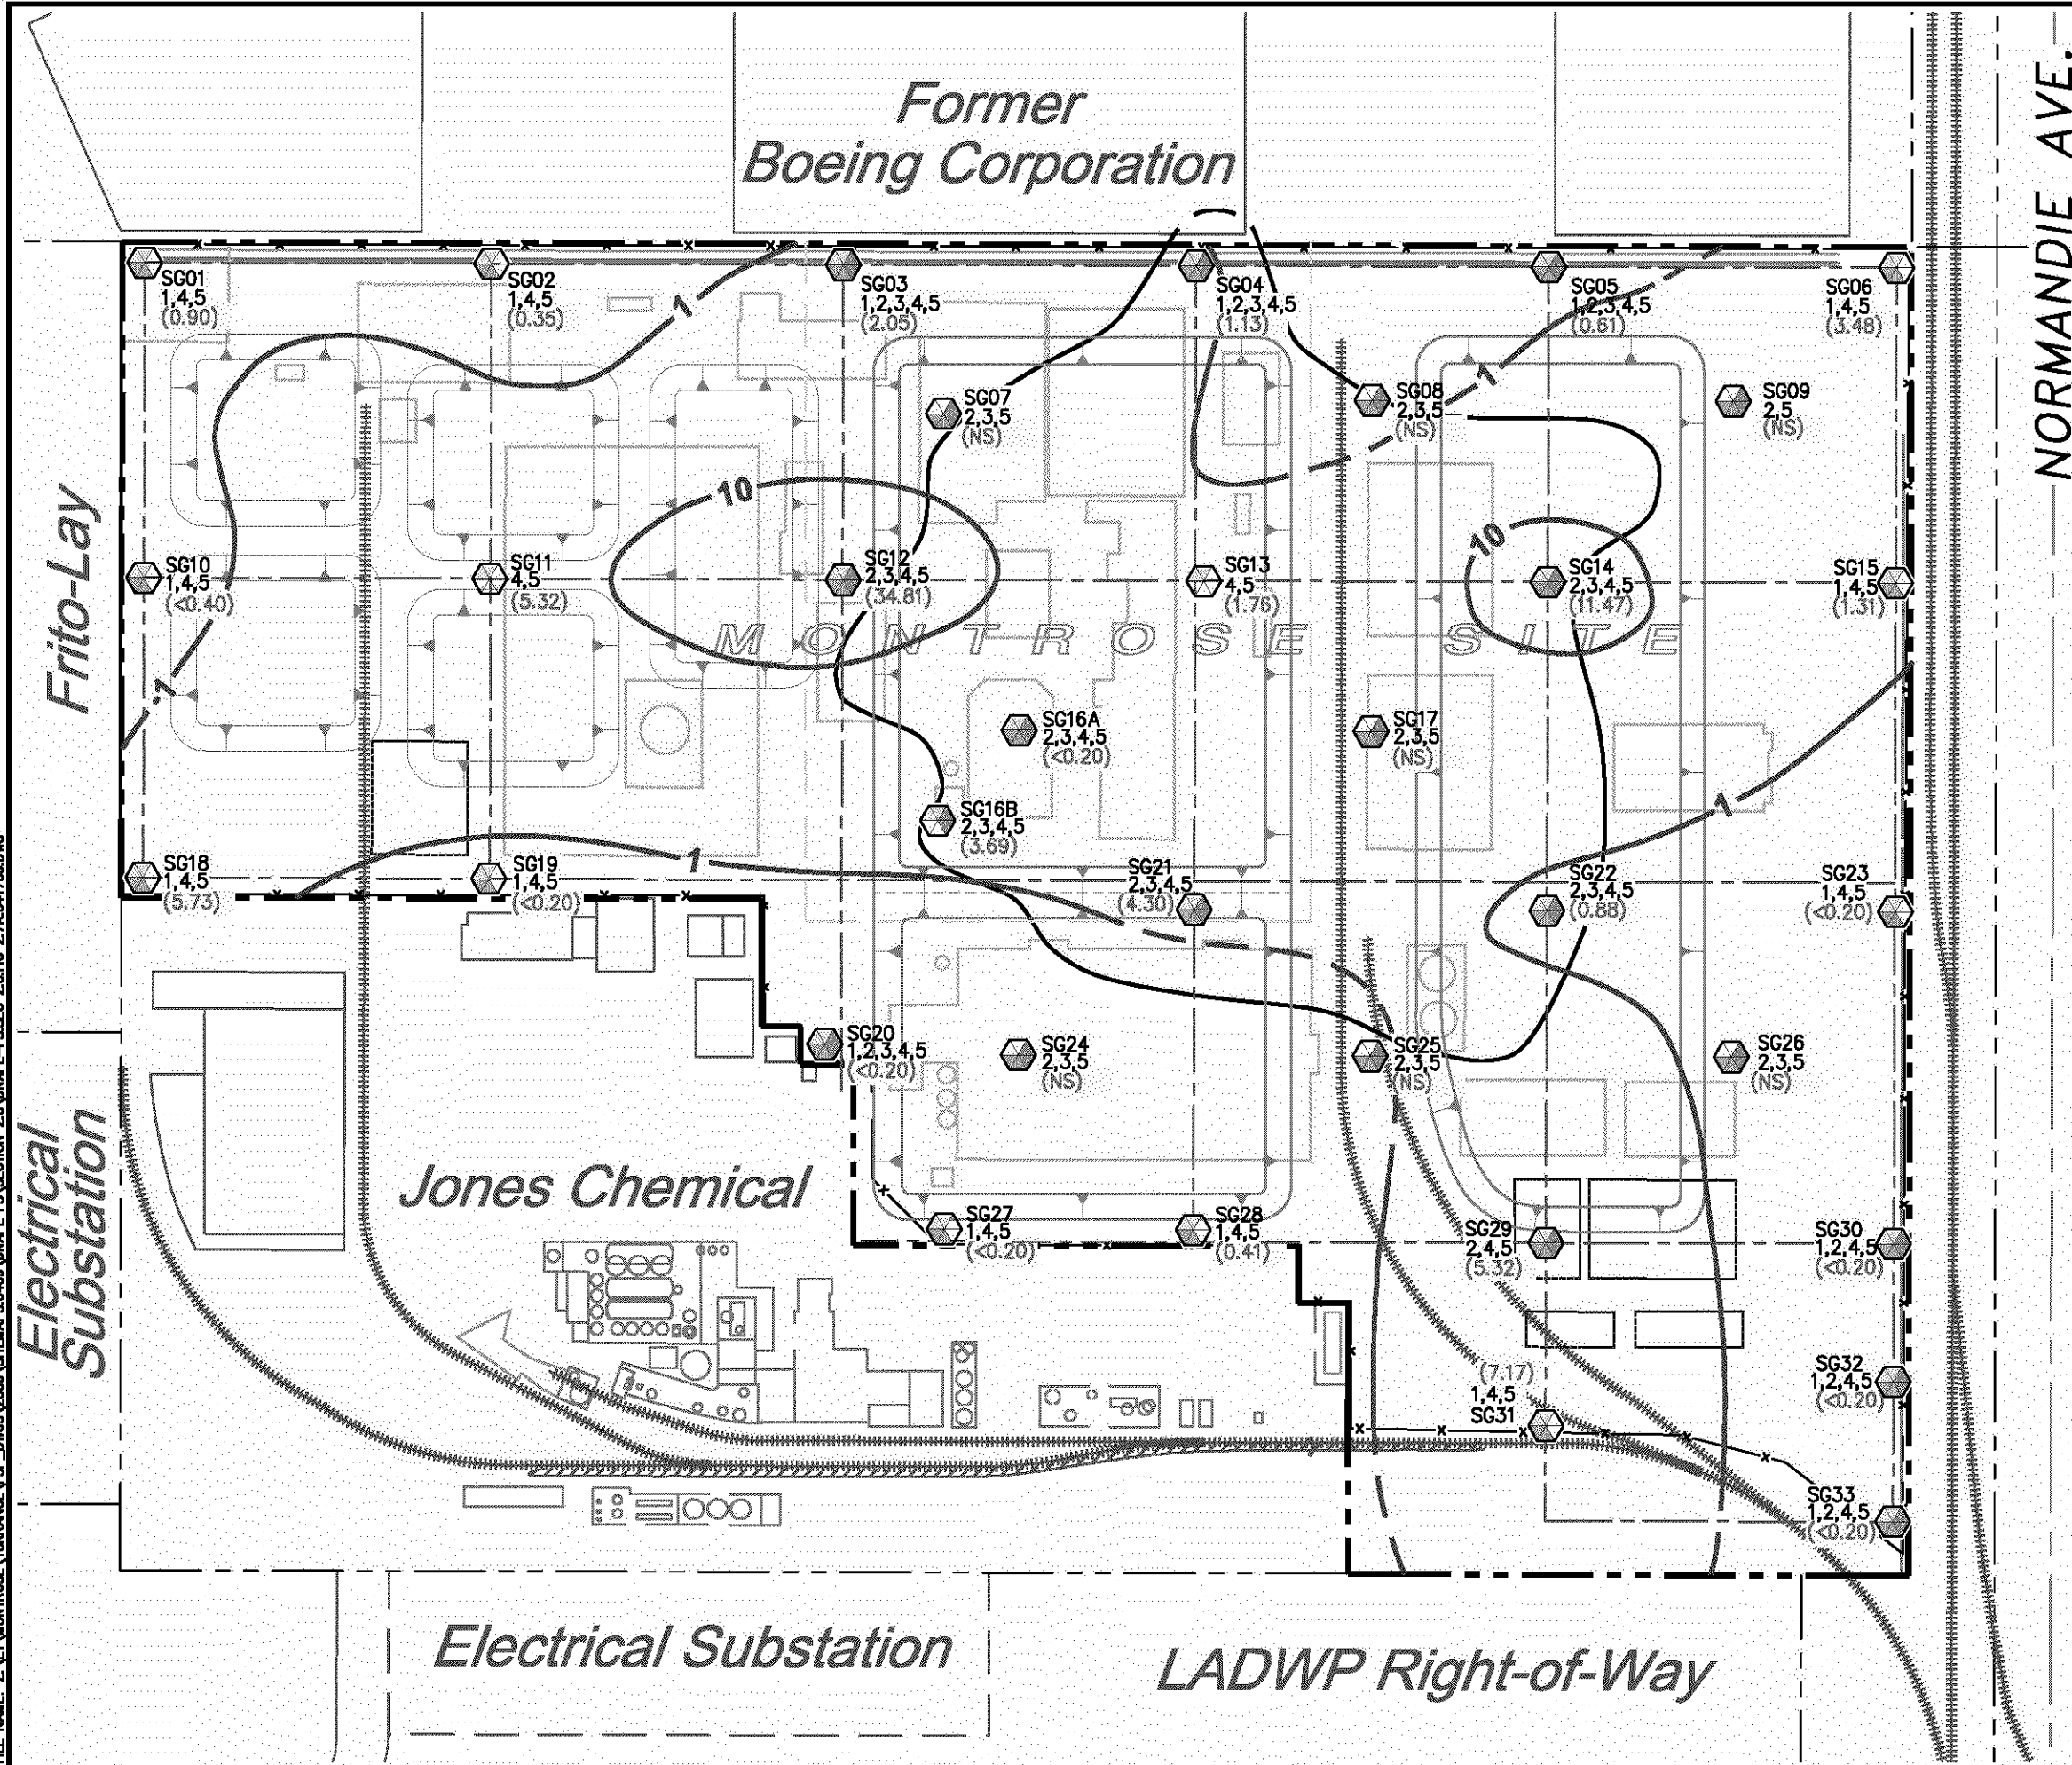 Former
Boeing Corporation
NORMANDIE AVE.
SG01
1,4,5
(0.90)
SG02
1,4,5
(0.35)
SG03
1,2,3,4,5
(2.05)
SG04
1,2,3,4,5
(1.13)
SG05
1,2,3,4,5
(0.61)
SG06
1,4,5
(3.48)
1
1
SG07
2,3,5
(NS)
SG08
2,3,5
(NS)
SG09
2,5
(NS)
10
10
Frito-Lay
SG10
1,4,5
(<0.40)
SG11
4,5
(5.32)
SG12
2,3,4,5
(34.81)
SG13
4,5
(1.76)
SG14
2,3,4,5
(11.47)
SG15
1,4,5
(1.31)
MONTROSE SITE
1
SG16A
2,3,4,5
(<0.20)
SG17
2,3,5
(NS)
SG16B
2,3,4,5
(3.69)
1
1
SG18
1,4,5
(5.73)
SG19
1,4,5
(<0.20)
SG21
2,3,4,5
(4.30)
SG22
2,3,4,5
(0.88)
SG23
1,4,5
(<0.20)
SG20
1,2,3,4,5
(<0.20)
SG24
2,3,5
(NS)
SG25
2,3,5
(NS)
SG26
2,3,5
(NS)
Electrical
Substation
Jones Chemical
SG27
1,4,5
(<0.20)
SG28
1,4,5
(0.41)
SG29
2,4,5
(5.32)
SG30
1,2,4,5
(<0.20)
(7.17)
1,4,5
SG31
SG32
1,2,4,5
(<0.20)
SG33
1,2,4,5
(<0.20)
Electrical Substation
LADWP Right-of-Way